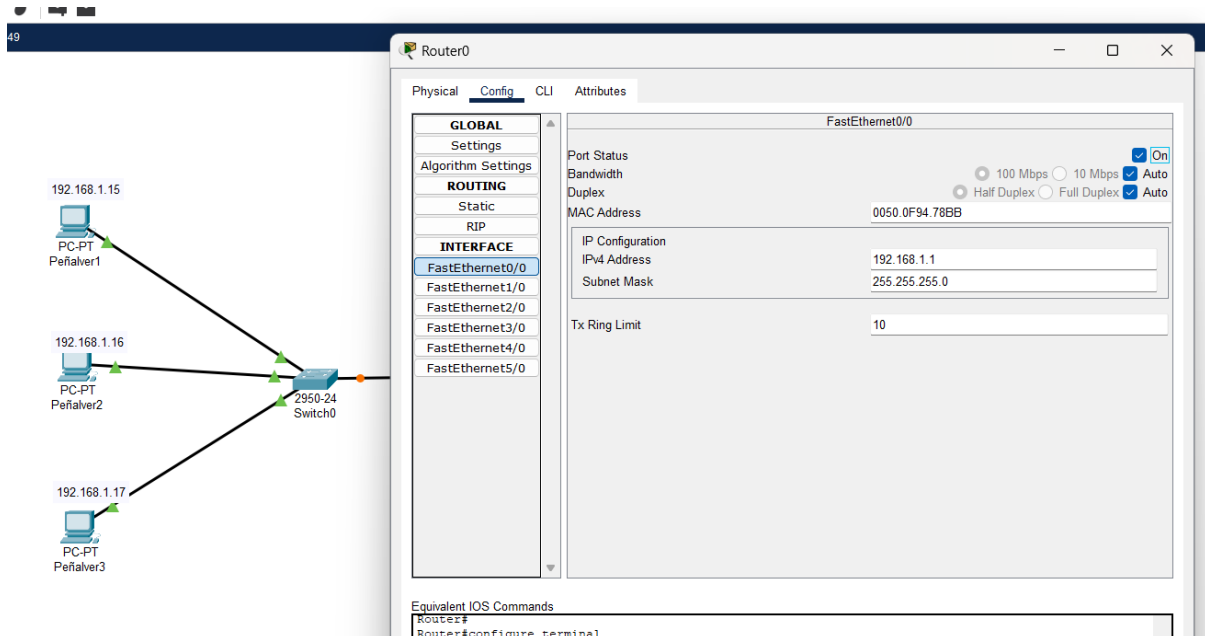 49
192.168.1.15
PC-PT
Peñalver1
192.168.1.16
PC-PT
Peñalver2
2950-24
Switch0
192.168.1.17
PC-PT
Peñalver3
Router0
Physical Config CLI Attributes
GLOBAL
Settings
Algorithm Settings
ROUTING
Static
RIP
INTERFACE
FastEthernet0/0
FastEthernet1/0
FastEthernet2/0
FastEthernet3/0
FastEthernet4/0
FastEthernet5/0
FastEthernet0/0
Port Status On
Bandwidth 100 Mbps 10 Mbps Auto
Duplex Half Duplex Full Duplex Auto
MAC Address 0050.0F94.78BB
IP Configuration
IPv4 Address 192.168.1.1
Subnet Mask 255.255.255.0
Tx Ring Limit 10
Equivalent IOS Commands
Router#
Router#configure terminal